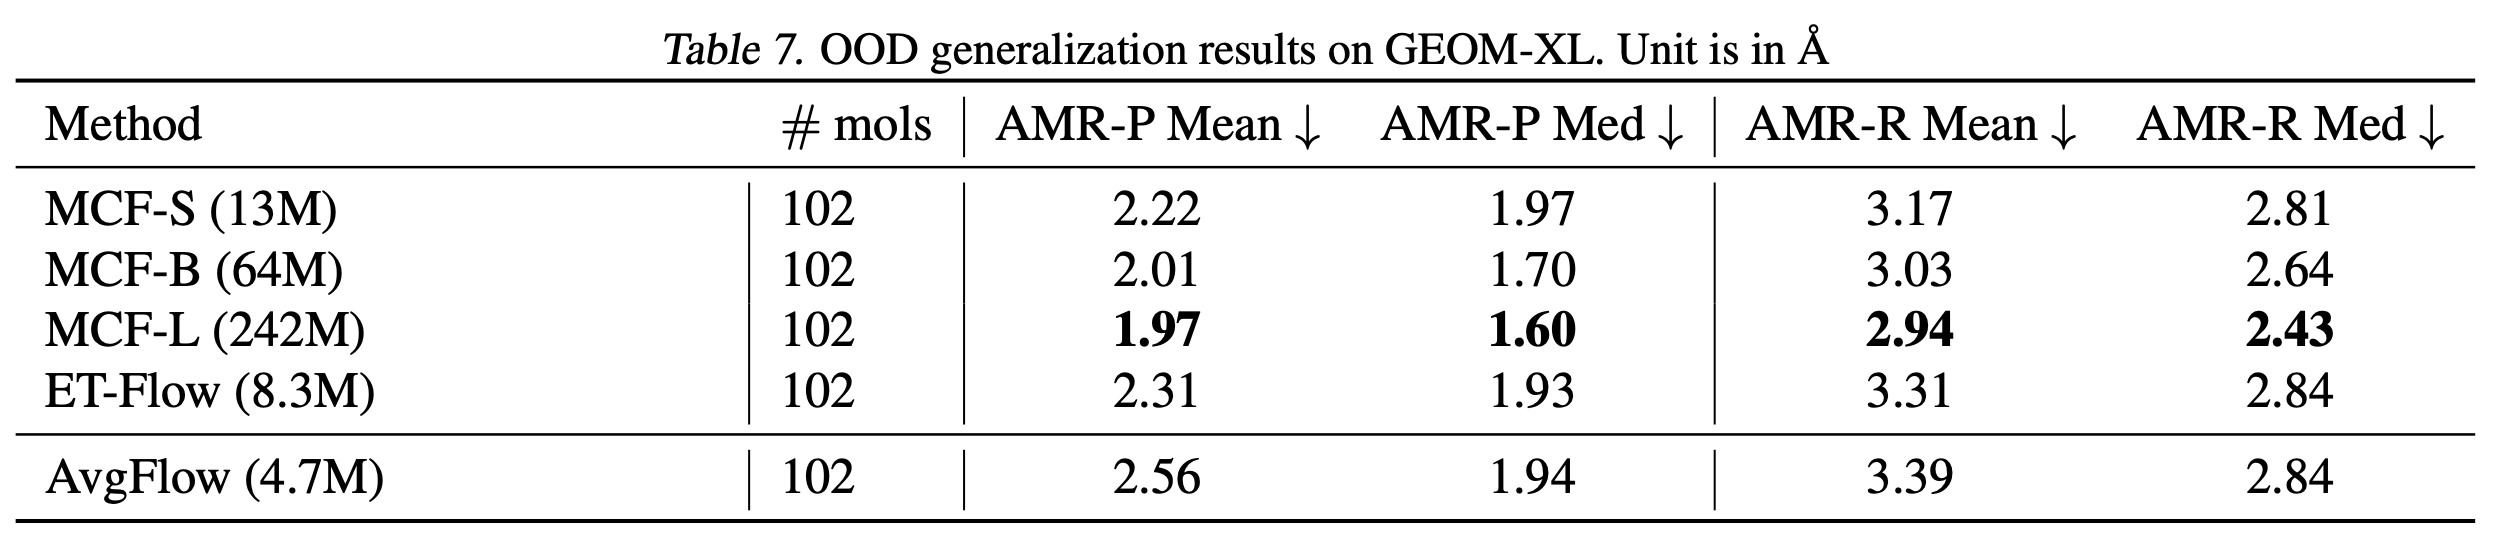 Table 7. OOD generalization results on GEOM-XL. Unit is in Å
Method # mols AMR-P Mean ↓ AMR-P Med ↓ AMR-R Mean ↓ AMR-R Med ↓
MCF-S (13M) 102 2.22 1.97 3.17 2.81
MCF-B (64M) 102 2.01 1.70 3.03 2.64
MCF-L (242M) 102 1.97 1.60 2.94 2.43
ET-Flow (8.3M) 102 2.31 1.93 3.31 2.84
AvgFlow (4.7M) 102 2.56 1.94 3.39 2.84